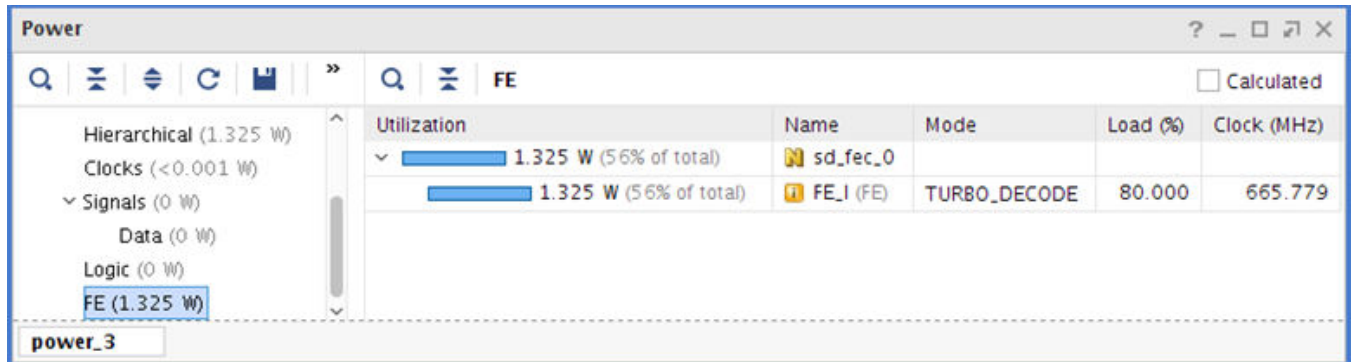 Power
FE
Calculated
Hierarchical (1.325 W)
Clocks (<0.001 W)
Signals (0 W)
Data (0 W)
Logic (0 W)
FE (1.325 W)
Utilization Name Mode Load (%) Clock (MHz)
1.325 W (56% of total) sd_fec_0
1.325 W (56% of total) FE_I (FE) TURBO_DECODE 80.000 665.779
power_3